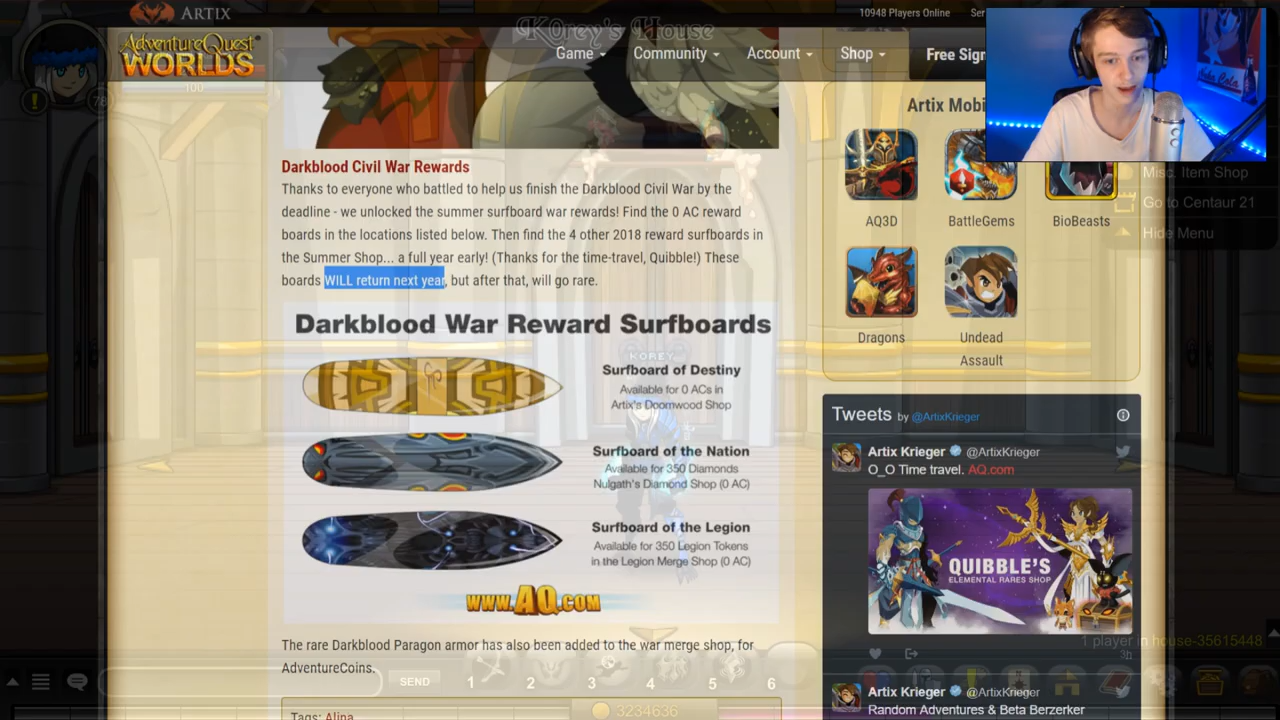 ARTIX
10948 Players Online
Ser
K0rey's House
AdventureQuest
WORLDS
Game
Community
Account
Shop
Free Sign
100
78
Darkblood Civil War Rewards
Thanks to everyone who battled to help us finish the Darkblood Civil War by the
deadline - we unlocked the summer surfboard war rewards! Find the 0 AC reward
boards in the locations listed below. Then find the 4 other 2018 reward surfboards in
the Summer Shop... a full year early! (Thanks for the time-travel, Quibble!) These
boards WILL return next year, but after that, will go rare.
Darkblood War Reward Surfboards
KOREY
Surfboard of Destiny
Available for 0 ACs in
Artix's Doomwood Shop
Surfboard of the Nation
Available for 350 Diamonds
Nulgath's Diamond Shop (0 AC)
Surfboard of the Legion
Available for 350 Legion Tokens
in the Legion Merge Shop (0 AC)
WWW.AQ.COM
The rare Darkblood Paragon armor has also been added to the war merge shop, for
AdventureCoins.
Tags: Alina
SEND
1 2 3 4 5 6
3234636
Artix Mobi
AQ3D
BattleGems
BioBeasts
Dragons
Undead
Assault
Misc. Item Shop
Go to Centaur 21
Hide Menu
Tweets by @ArtixKrieger
Artix Krieger @ArtixKrieger
O_O Time travel. AQ.com
QUIBBLE'S
ELEMENTAL RARES SHOP
1 player in house-35615448
3h
Artix Krieger @ArtixKrieger
Random Adventures & Beta Berzerker